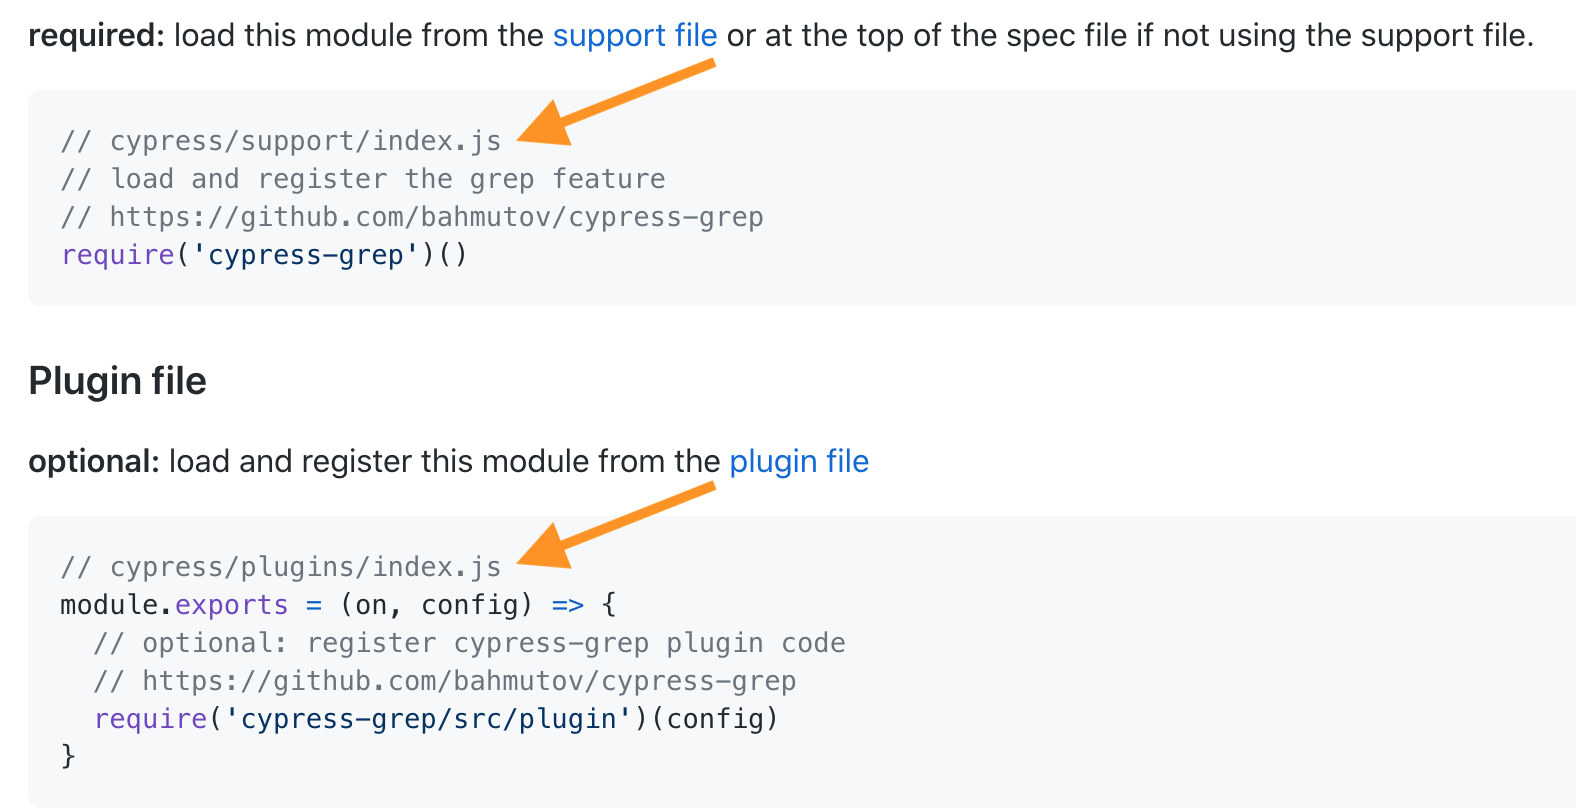 required: load this module from the support file or at the top of the spec file if not using the support file.
// cypress/support/index.js
// load and register the grep feature
// https://github.com/bahmutov/cypress-grep
require('cypress-grep')()
Plugin file
optional: load and register this module from the plugin file
// cypress/plugins/index.js
module.exports = (on, config) => {
  // optional: register cypress-grep plugin code
  // https://github.com/bahmutov/cypress-grep
  require('cypress-grep/src/plugin')(config)
}